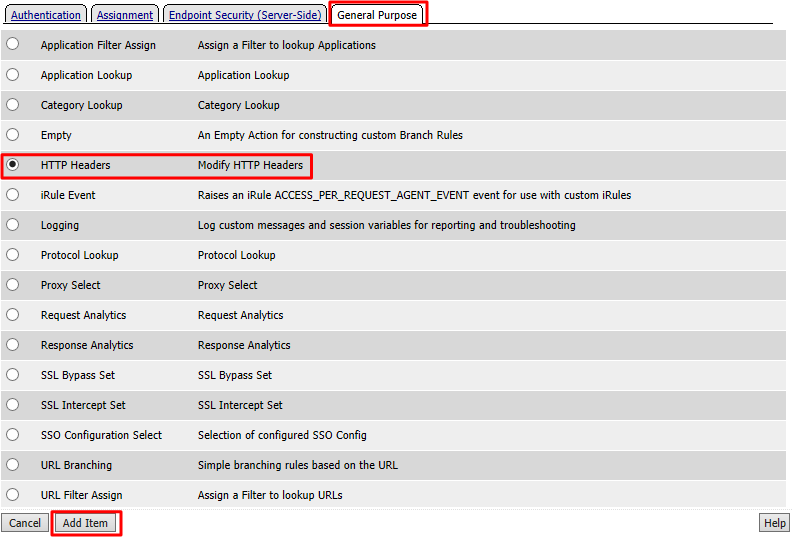 Authentication Assignment Endpoint Security (Server-Side) General Purpose
Application Filter Assign Assign a Filter to lookup Applications
Application Lookup Application Lookup
Category Lookup Category Lookup
Empty An Empty Action for constructing custom Branch Rules
HTTP Headers Modify HTTP Headers
iRule Event Raises an iRule ACCESS_PER_REQUEST_AGENT_EVENT event for use with custom iRules
Logging Log custom messages and session variables for reporting and troubleshooting
Protocol Lookup Protocol Lookup
Proxy Select Proxy Select
Request Analytics Request Analytics
Response Analytics Response Analytics
SSL Bypass Set SSL Bypass Set
SSL Intercept Set SSL Intercept Set
SSO Configuration Select Selection of configured SSO Config
URL Branching Simple branching rules based on the URL
URL Filter Assign Assign a Filter to lookup URLs
Cancel Add Item Help